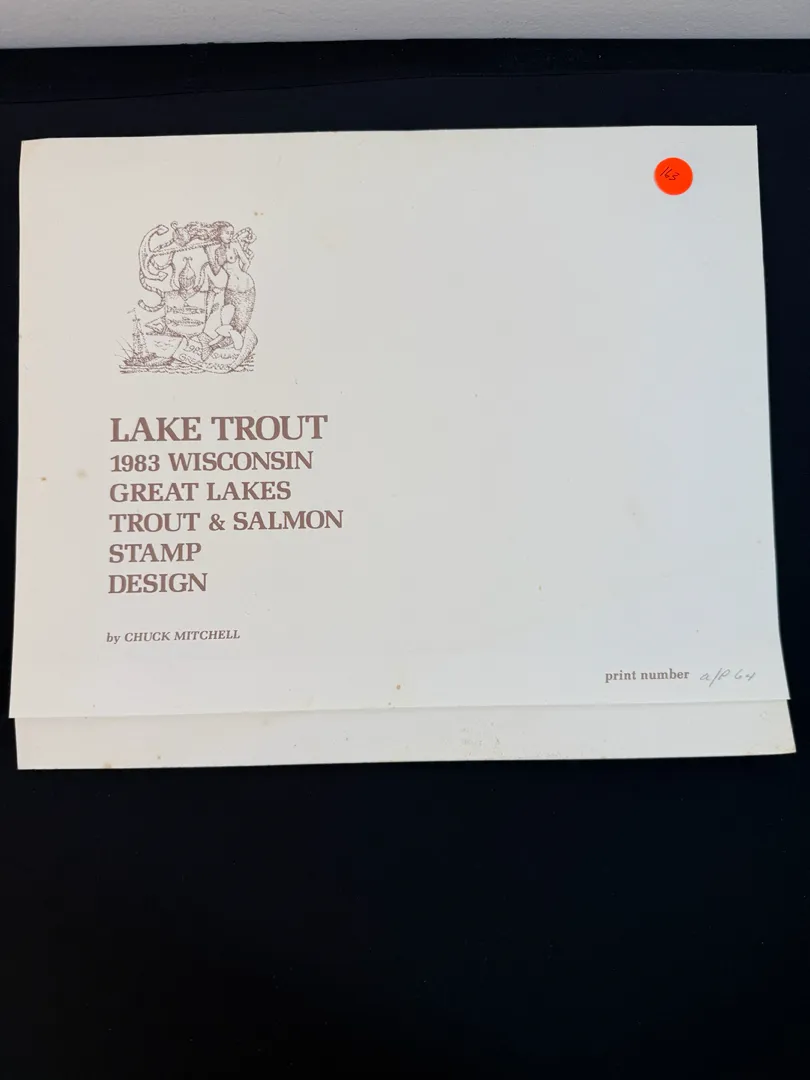 163
LAKE TROUT
1983 WISCONSIN
GREAT LAKES
TROUT & SALMON
STAMP
DESIGN
by CHUCK MITCHELL
print number a/P 64